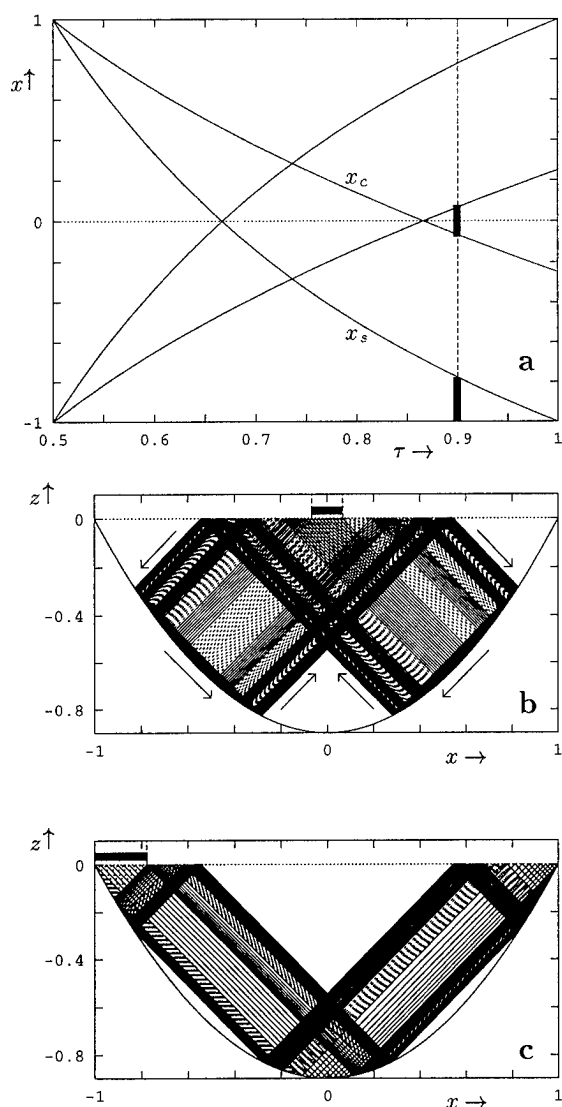 1
x↑
x_c
0
x_s
a
-1
0.5 0.6 0.7 0.8 0.9 1
τ →
z↑
0
-0.4
-0.8
b
-1 0 x → 1
z↑
0
-0.4
-0.8
c
-1 0 x → 1